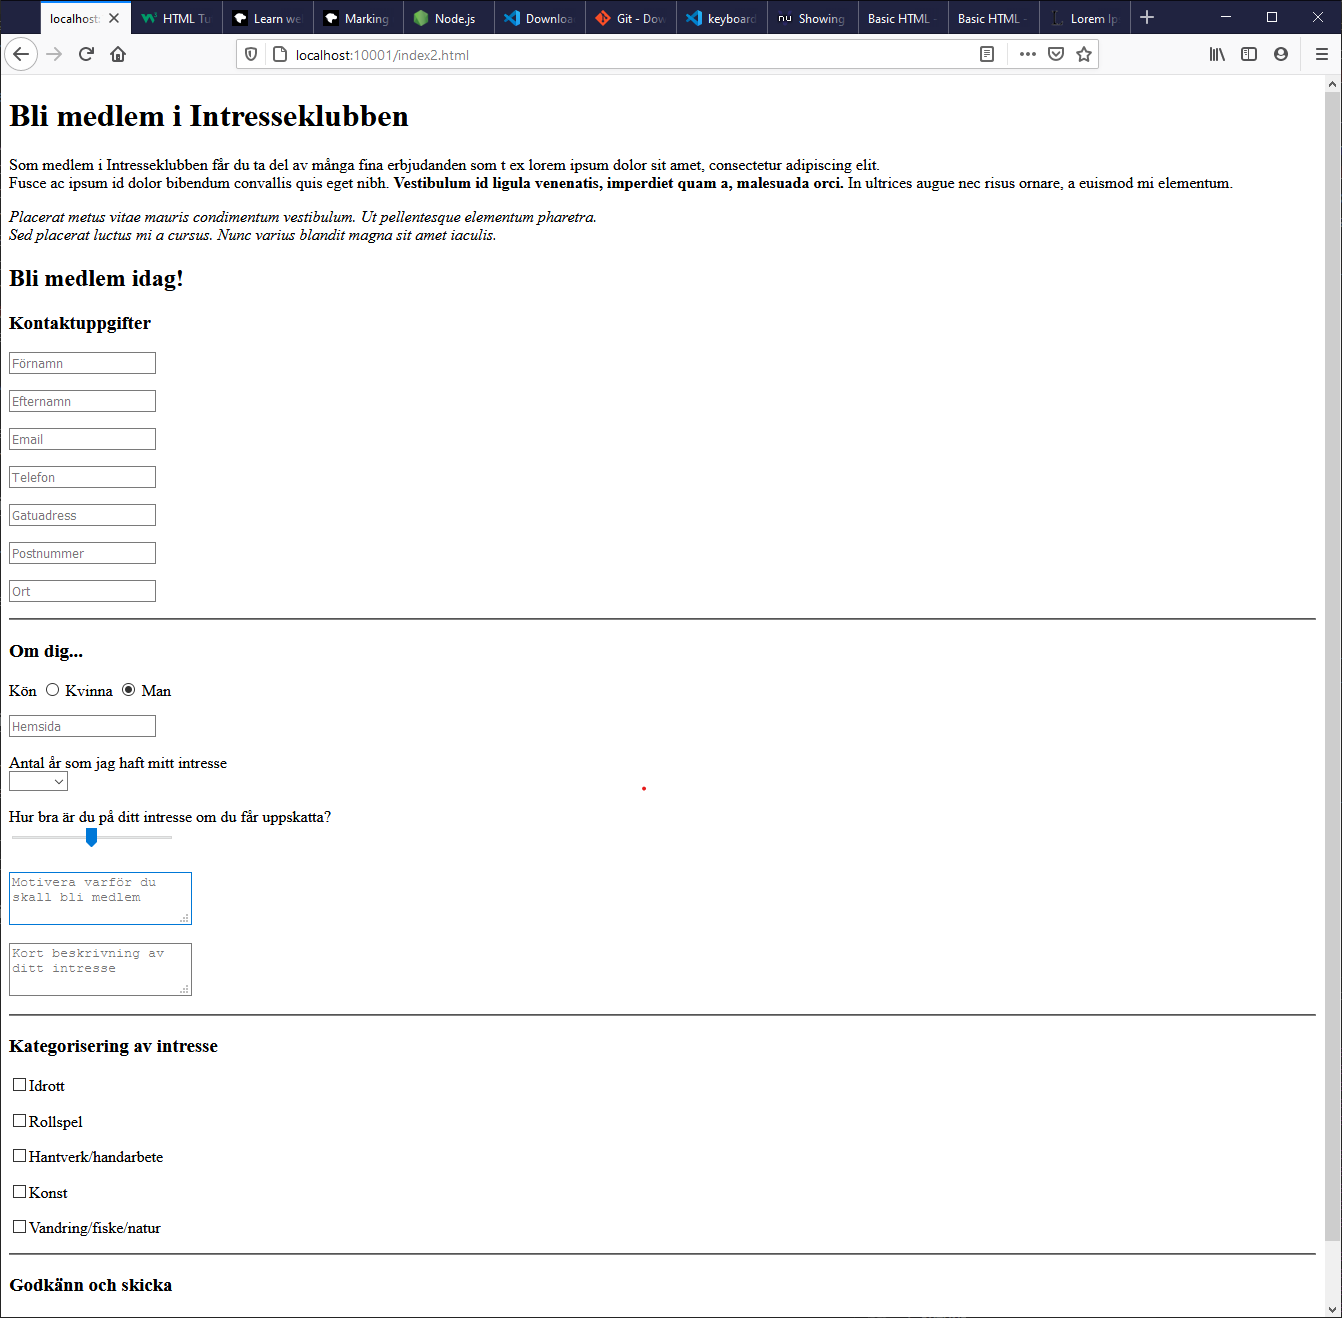 localhost:
HTML Tu
Learn we
Marking
Node.js
Downloa
Git - Dow
keyboard
nu Showing
Basic HTML -
Basic HTML -
Lorem Ip
localhost:10001/index2.html
Bli medlem i Intresseklubben
Som medlem i Intresseklubben får du ta del av många fina erbjudanden som t ex lorem ipsum dolor sit amet, consectetur adipiscing elit.
Fusce ac ipsum id dolor bibendum convallis quis eget nibh. Vestibulum id ligula venenatis, imperdiet quam a, malesuada orci. In ultrices augue nec risus ornare, a euismod mi elementum.
Placerat metus vitae mauris condimentum vestibulum. Ut pellentesque elementum pharetra.
Sed placerat luctus mi a cursus. Nunc varius blandit magna sit amet iaculis.
Bli medlem idag!
Kontaktuppgifter
Förnamn
Efternamn
Email
Telefon
Gatuadress
Postnummer
Ort
Om dig...
Kön Kvinna Man
Hemsida
Antal år som jag haft mitt intresse
Hur bra är du på ditt intresse om du får uppskatta?
Motivera varför du
skall bli medlem
Kort beskrivning av
ditt intresse
Kategorisering av intresse
Idrott
Rollspel
Hantverk/handarbete
Konst
Vandring/fiske/natur
Godkänn och skicka